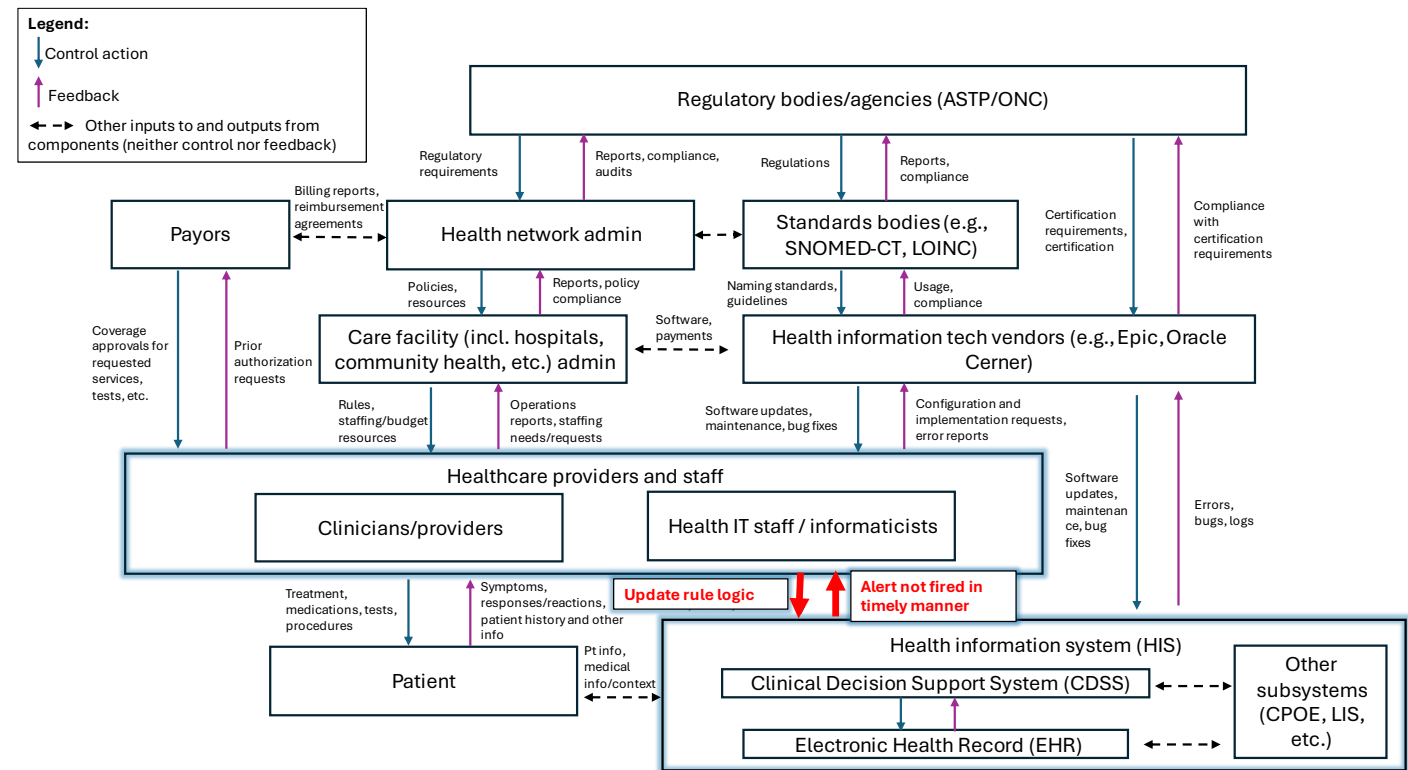 Legend:
Control action
Feedback
Other inputs to and outputs from
components (neither control nor feedback)
Regulatory bodies/agencies (ASTP/ONC)
Regulatory
requirements
Reports, compliance,
audits
Regulations
Reports,
compliance
Billing reports,
reimbursement
agreements
Payors
Health network admin
Standards bodies (e.g.,
SNOMED-CT, LOINC)
Certification
requirements,
certification
Compliance
with
certification
requirements
Policies,
resources
Reports, policy
compliance
Naming standards,
guidelines
Usage,
compliance
Coverage
approvals for
requested
services,
tests, etc.
Prior
authorization
requests
Care facility (incl. hospitals,
community health, etc.) admin
Software,
payments
Health information tech vendors (e.g., Epic, Oracle
Cerner)
Rules,
staffing/budget
resources
Operations
reports, staffing
needs/requests
Software updates,
maintenance, bug fixes
Configuration and
implementation requests,
error reports
Healthcare providers and staff
Clinicians/providers
Health IT staff / informaticists
Software
updates,
maintenan
ce, bug
fixes
Errors,
bugs, logs
Treatment,
medications, tests,
procedures
Symptoms,
responses/reactions,
patient history and other
info
Update rule logic
Alert not fired in
timely manner
Patient
Pt info,
medical
info/context
Health information system (HIS)
Clinical Decision Support System (CDSS)
Electronic Health Record (EHR)
Other
subsystems
(CPOE, LIS,
etc.)